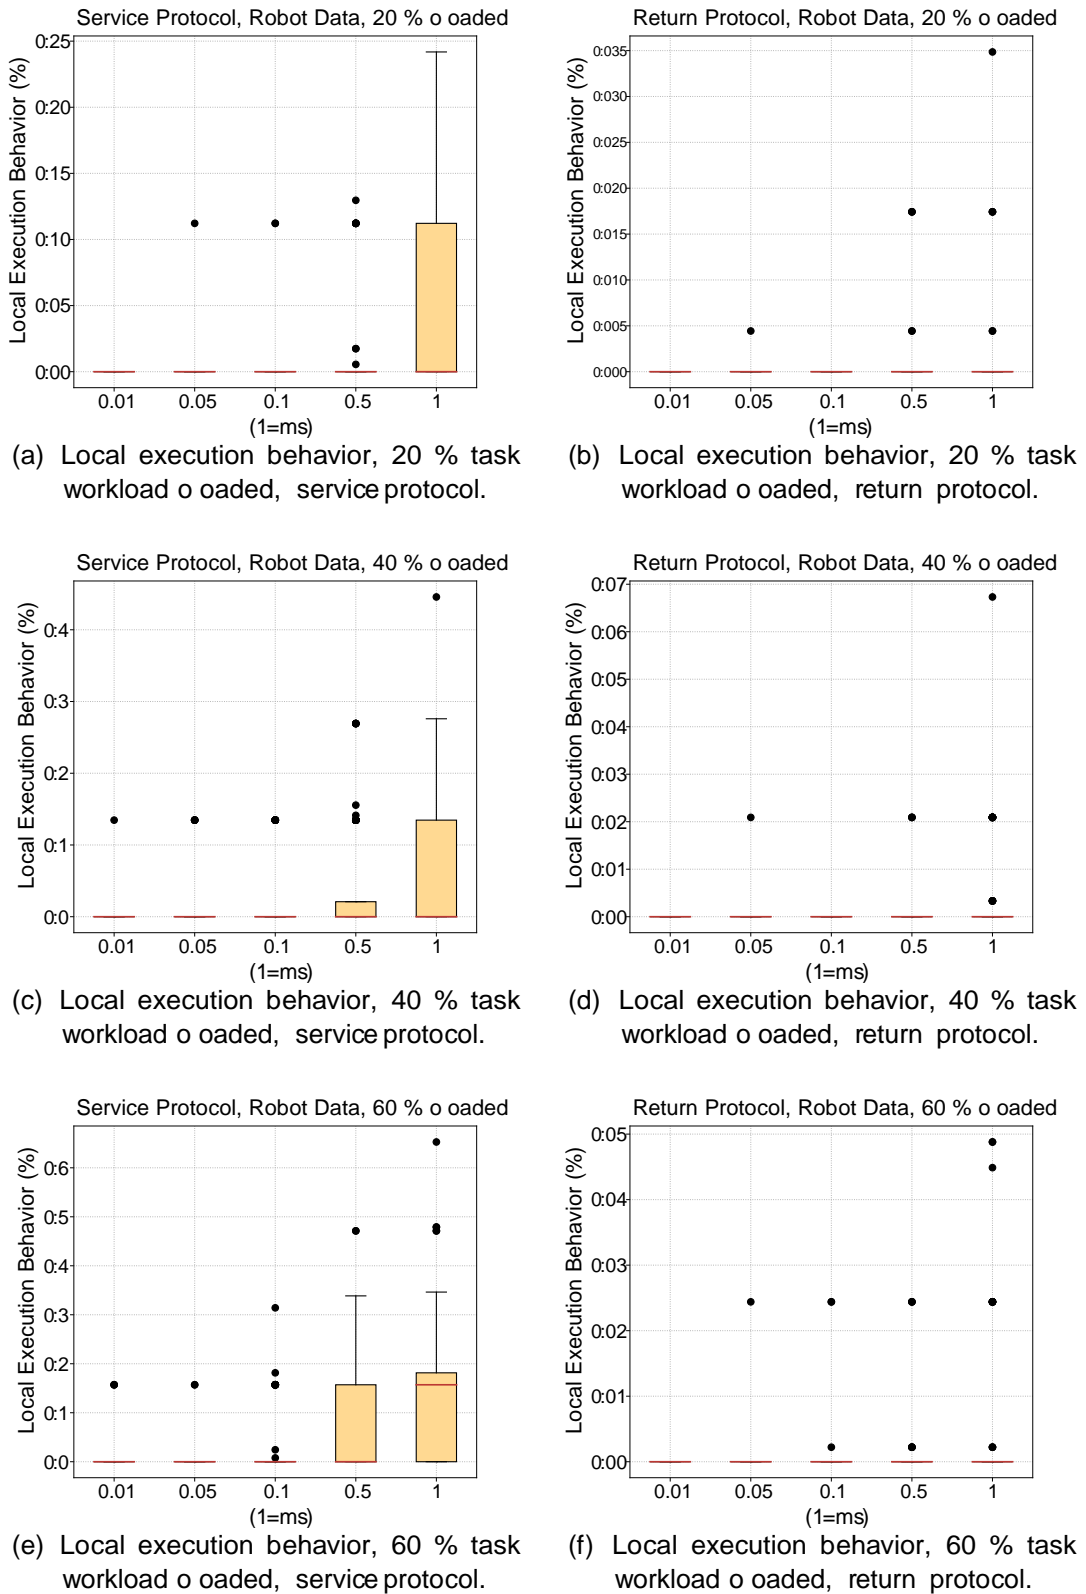 Service Protocol, Robot Data, 20 % o oaded
Local Execution Behavior (%)
0:25
0:20
0:15
0:10
0:05
0:00
0.01 0.05 0.1 0.5 1
(1=ms)
(a) Local execution behavior, 20 % task
workload o oaded, service protocol.
Return Protocol, Robot Data, 20 % o oaded
Local Execution Behavior (%)
0:035
0:030
0:025
0:020
0:015
0:010
0:005
0:000
0.01 0.05 0.1 0.5 1
(1=ms)
(b) Local execution behavior, 20 % task
workload o oaded, return protocol.
Service Protocol, Robot Data, 40 % o oaded
Local Execution Behavior (%)
0:4
0:3
0:2
0:1
0:0
0.01 0.05 0.1 0.5 1
(1=ms)
(c) Local execution behavior, 40 % task
workload o oaded, service protocol.
Return Protocol, Robot Data, 40 % o oaded
Local Execution Behavior (%)
0:07
0:06
0:05
0:04
0:03
0:02
0:01
0:00
0.01 0.05 0.1 0.5 1
(1=ms)
(d) Local execution behavior, 40 % task
workload o oaded, return protocol.
Service Protocol, Robot Data, 60 % o oaded
Local Execution Behavior (%)
0:6
0:5
0:4
0:3
0:2
0:1
0:0
0.01 0.05 0.1 0.5 1
(1=ms)
(e) Local execution behavior, 60 % task
workload o oaded, service protocol.
Return Protocol, Robot Data, 60 % o oaded
Local Execution Behavior (%)
0:05
0:04
0:03
0:02
0:01
0:00
0.01 0.05 0.1 0.5 1
(1=ms)
(f) Local execution behavior, 60 % task
workload o oaded, return protocol.